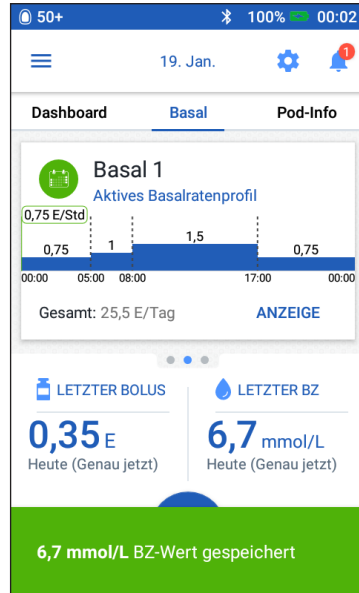 50+ 100% 00:02
19. Jan. 1
Dashboard Basal Pod-Info
Basal 1
Aktives Basalratenprofil
0,75 E/Std
0,75 1 1,5 0,75
00:00 05:00 08:00 17:00 00:00
Gesamt: 25,5 E/Tag ANZEIGE
LETZTER BOLUS LETZTER BZ
0,35 E 6,7 mmol/L
Heute (Genau jetzt) Heute (Genau jetzt)
6,7 mmol/L BZ-Wert gespeichert